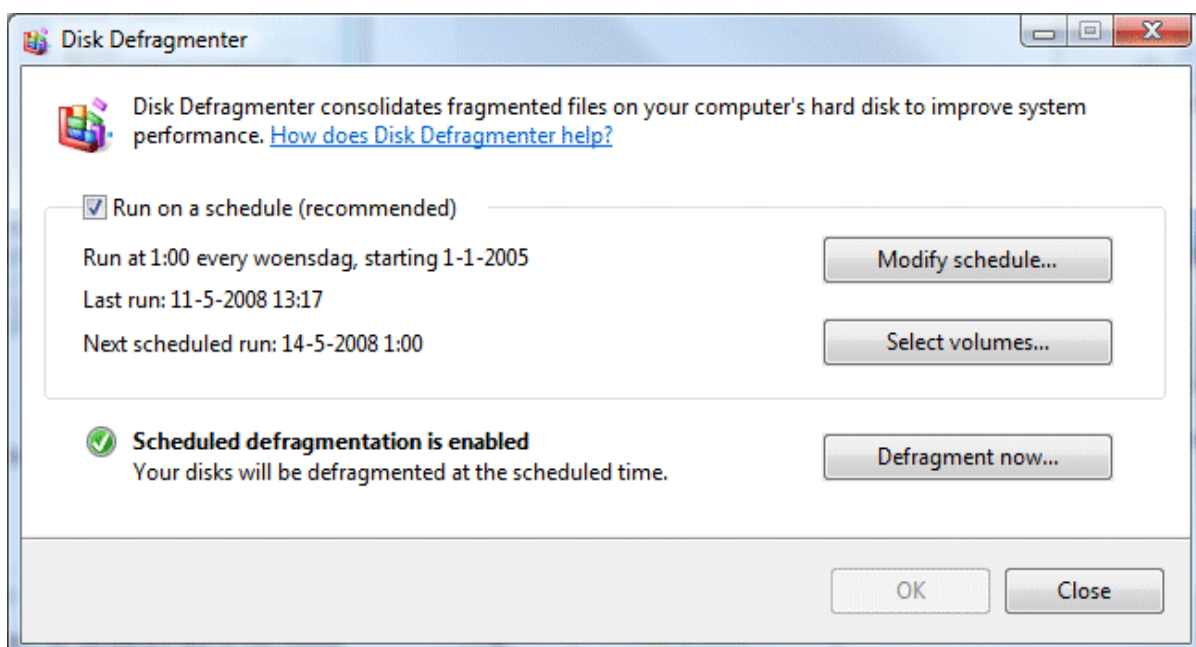 Disk Defragmenter
Disk Defragmenter consolidates fragmented files on your computer's hard disk to improve system
performance. How does Disk Defragmenter help?
Run on a schedule (recommended)
Run at 1:00 every woensdag, starting 1-1-2005
Modify schedule...
Last run: 11-5-2008 13:17
Next scheduled run: 14-5-2008 1:00
Select volumes...
Scheduled defragmentation is enabled
Your disks will be defragmented at the scheduled time.
Defragment now...
OK
Close